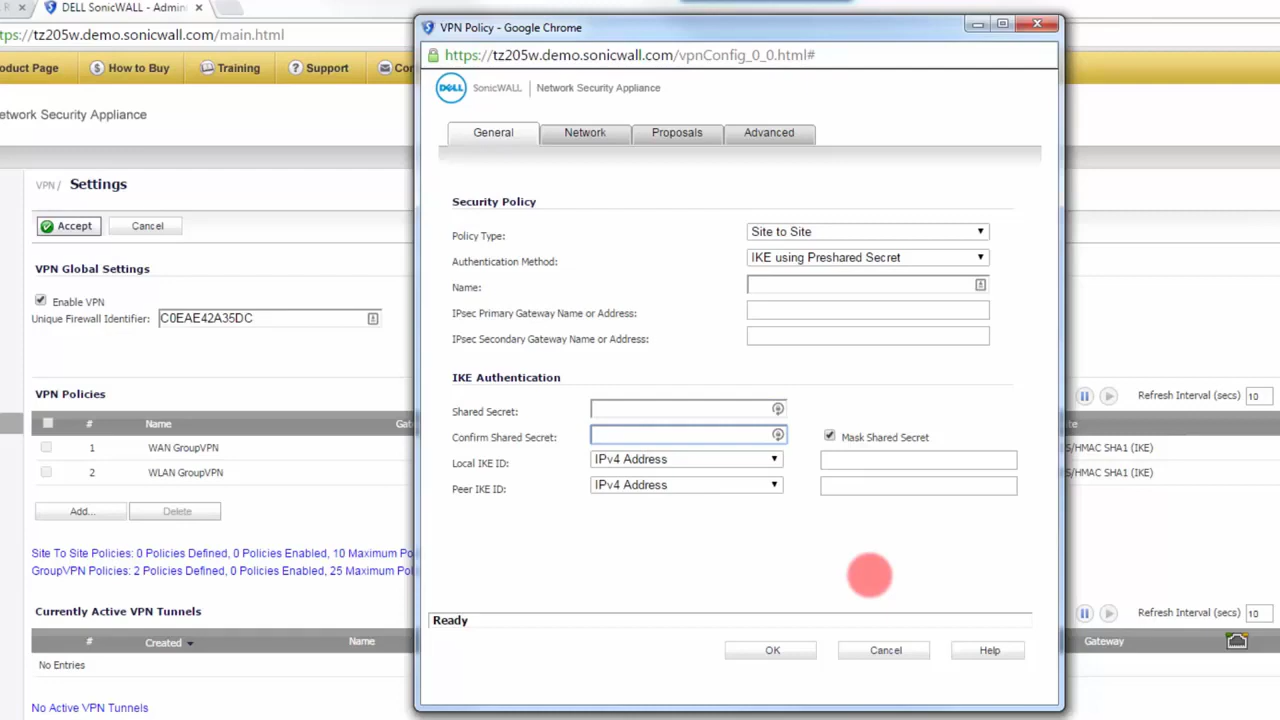 R
DELL SonicWALL - Admin
tps://tz205w.demo.sonicwall.com/main.html
oduct Page
How to Buy
Training
Support
Con
etwork Security Appliance
VPN / Settings
Accept
Cancel
VPN Global Settings
Enable VPN
Unique Firewall Identifier: C0EAE42A35DC
VPN Policies
Refresh Interval (secs) 10
# Name Gat
1 WAN GroupVPN S/HMAC SHA1 (IKE)
2 WLAN GroupVPN S/HMAC SHA1 (IKE)
Add... Delete
Site To Site Policies: 0 Policies Defined, 0 Policies Enabled, 10 Maximum Po
GroupVPN Policies: 2 Policies Defined, 0 Policies Enabled, 25 Maximum Po
Currently Active VPN Tunnels
Refresh Interval (secs) 10
# Created Name Gateway
No Entries
No Active VPN Tunnels
VPN Policy - Google Chrome
https://tz205w.demo.sonicwall.com/vpnConfig_0_0.html#
DELL SonicWALL | Network Security Appliance
General Network Proposals Advanced
Security Policy
Policy Type: Site to Site
Authentication Method: IKE using Preshared Secret
Name:
IPsec Primary Gateway Name or Address:
IPsec Secondary Gateway Name or Address:
IKE Authentication
Shared Secret:
Confirm Shared Secret: Mask Shared Secret
Local IKE ID: IPv4 Address
Peer IKE ID: IPv4 Address
Ready
OK Cancel Help